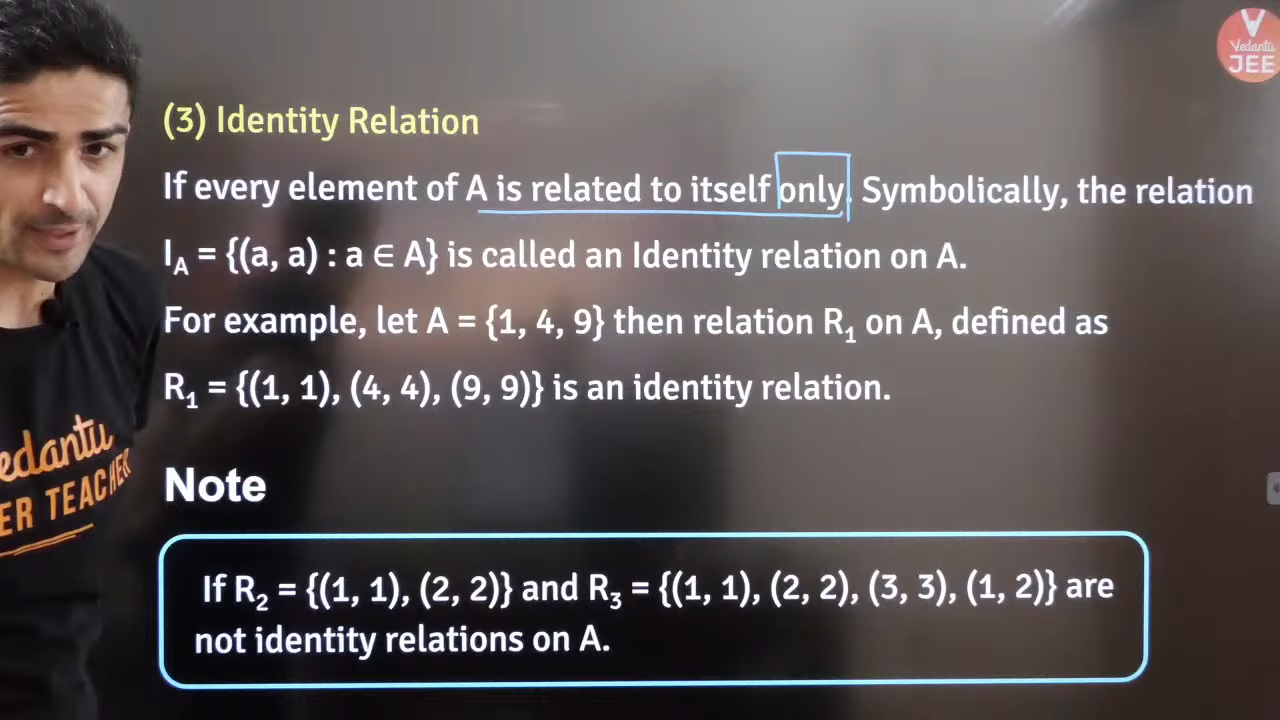 Vedantu
JEE
(3) Identity Relation
If every element of A is related to itself only. Symbolically, the relation
I_A = {(a, a) : a ∈ A} is called an Identity relation on A.
For example, let A = {1, 4, 9} then relation R₁ on A, defined as
R₁ = {(1, 1), (4, 4), (9, 9)} is an identity relation.
edantu
ER TEACHER
Note
If R₂ = {(1, 1), (2, 2)} and R₃ = {(1, 1), (2, 2), (3, 3), (1, 2)} are
not identity relations on A.